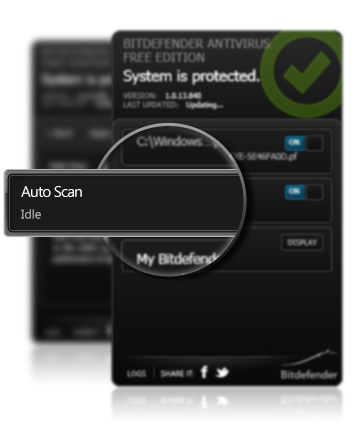 BITDEFENDER ANTIVIRUS
FREE EDITION
System is protected.
VERSION: 1.0.13.840
LAST UPDATED: Updating...
C:\Windows...
YE-5E46FA0D.pf
ON
Auto Scan
Idle
ON
My Bitdefend
DISPLAY
LOGS SHARE IT: f
Bitdefender